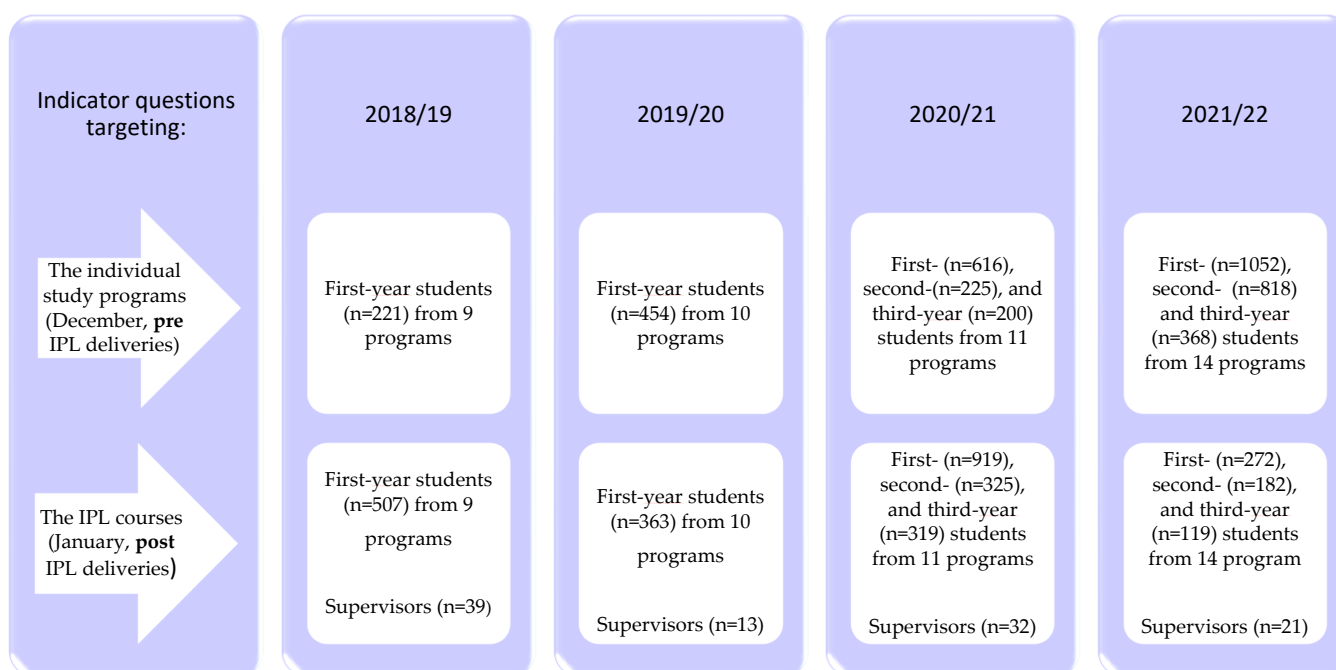 Indicator questions
targeting:
2018/19
2019/20
2020/21
2021/22
The individual
study programs
(December, pre
IPL deliveries)
First-year students
(n=221) from 9
programs
First-year students
(n=454) from 10
programs
First- (n=616),
second-(n=225), and
third-year (n=200)
students from 11
programs
First- (n=1052),
second- (n=818)
and third-year
(n=368) students
from 14 programs
The IPL courses
(January, post
IPL deliveries)
First-year students
(n=507) from 9
programs
Supervisors (n=39)
First-year students
(n=363) from 10
programs
Supervisors (n=13)
First- (n=919),
second- (n=325),
and third-year
(n=319) students
from 11 programs
Supervisors (n=32)
First- (n=272),
second- (n=182),
and third-year
(n=119) students
from 14 program
Supervisors (n=21)